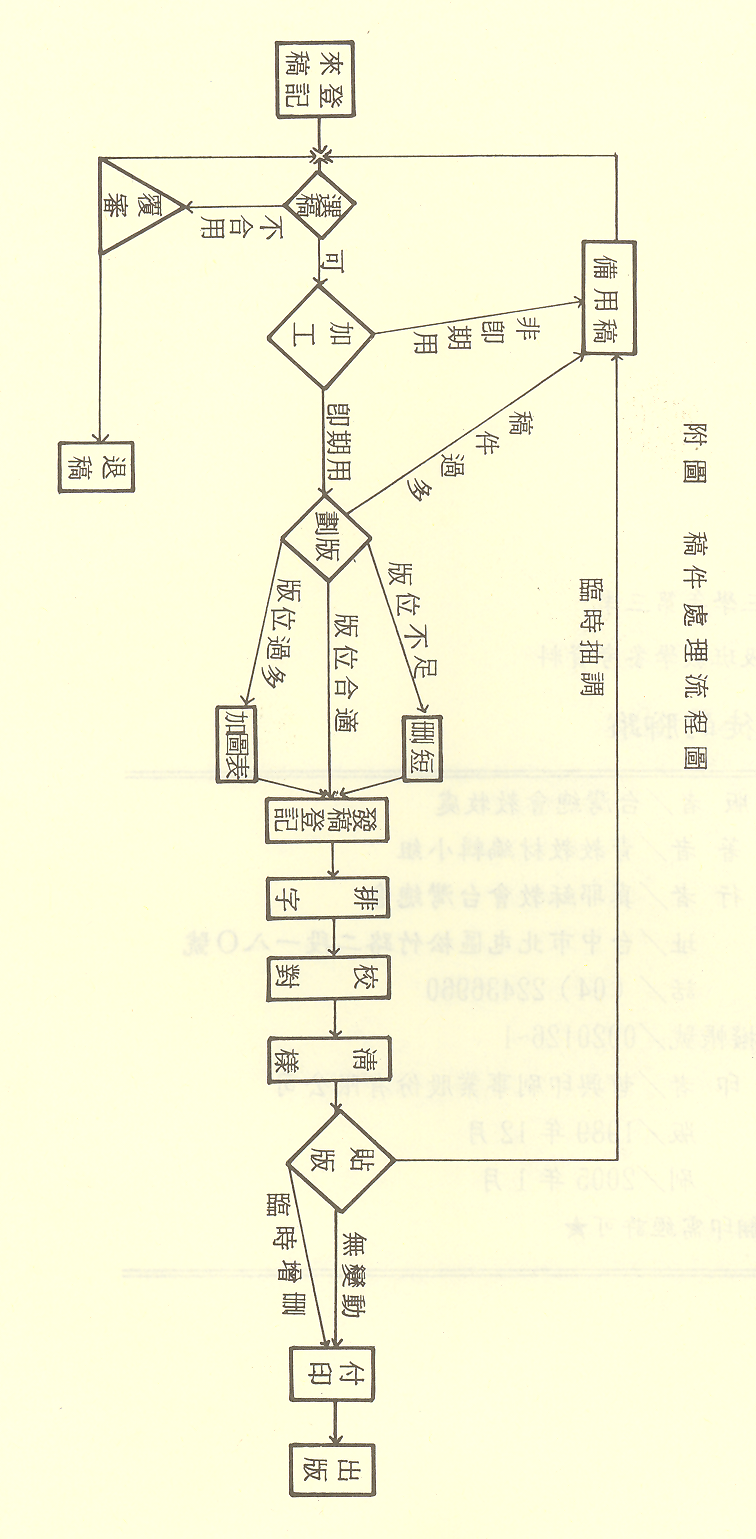 附圖 稿件處理流程圖
來稿
登記
選稿
不合用
覆審
退稿
可
加工
非即期用
備用稿
即期用
劃版
稿件過多
版位不足
刪短
版位合適
版位過多
加圖表
發稿登記
排字
校對
清樣
貼版
臨時抽調
無變動
臨時增刪
付印
出版